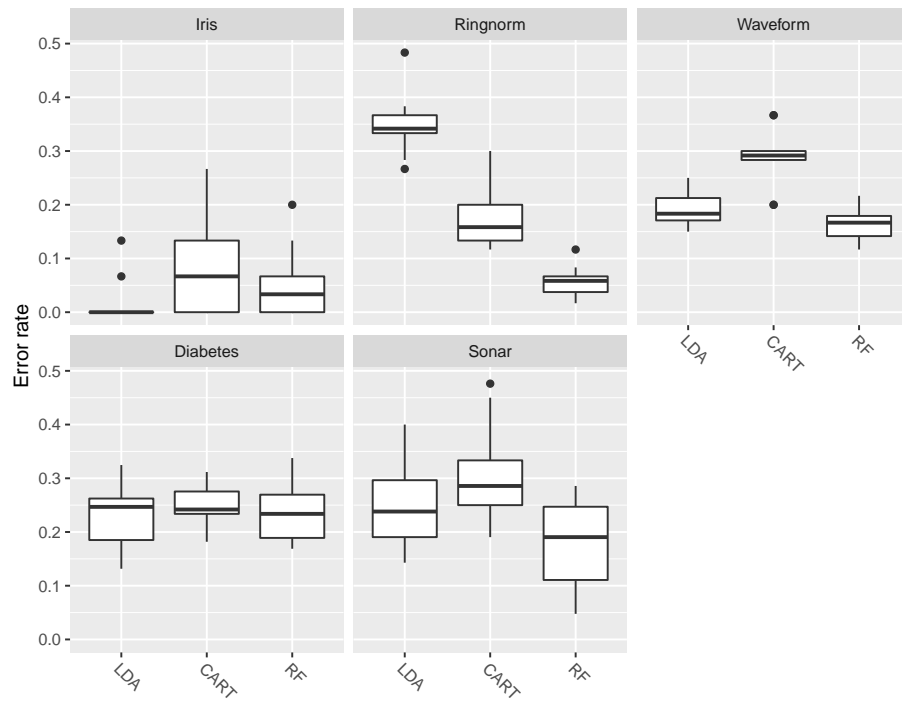 Iris
Ringnorm
Waveform
0.5
0.4
0.3
0.2
0.1
0.0
LDA
CART
RF
Error rate
Diabetes
Sonar
0.5
0.4
0.3
0.2
0.1
0.0
LDA
CART
RF
LDA
CART
RF